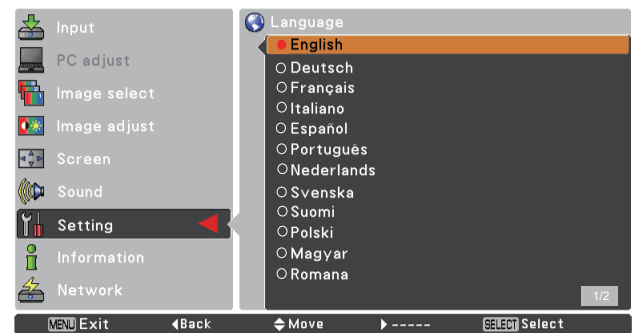 Input
PC adjust
Image select
Image adjust
Screen
Sound
Setting
Information
Network
Language
English
Deutsch
Français
Italiano
Español
Português
Nederlands
Svenska
Suomi
Polski
Magyar
Romana
1/2
MENU Exit
Back
Move
-----
SELECT Select